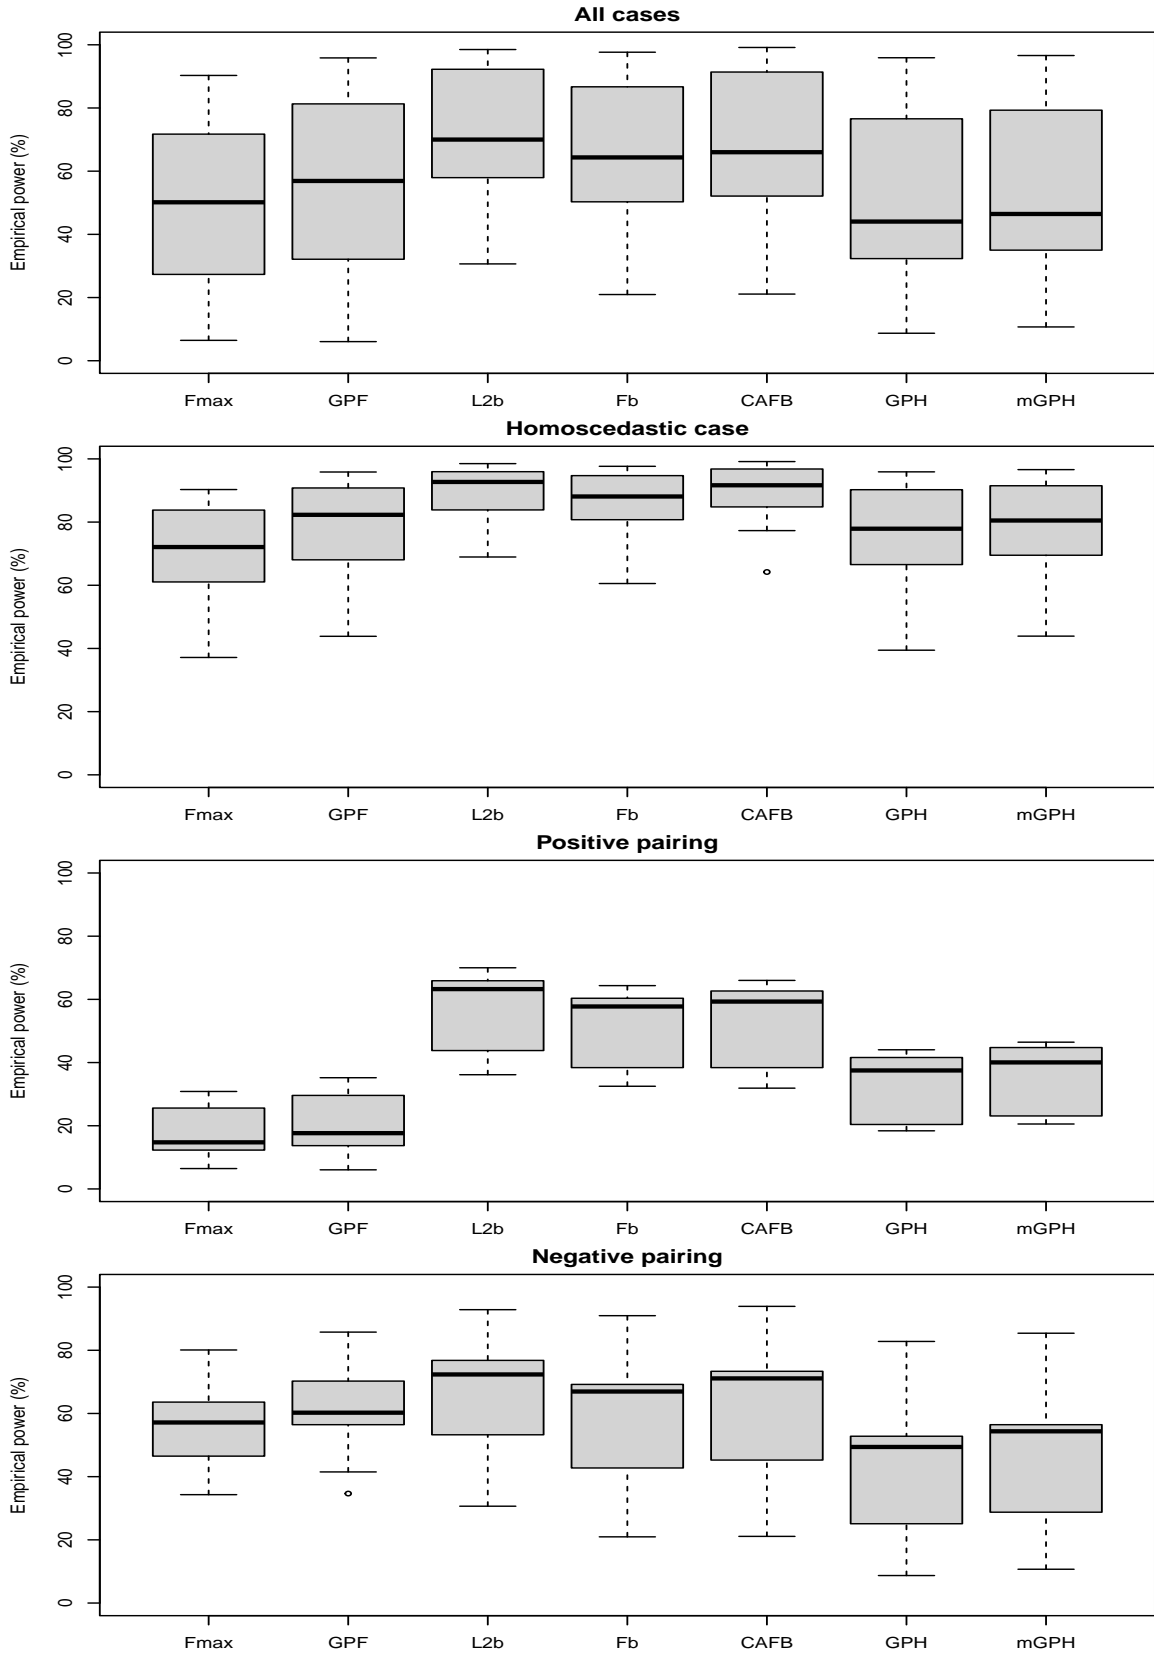 All cases
Empirical power (%)
100
80
60
40
20
0
Fmax GPF L2b Fb CAFB GPH mGPH
Homoscedastic case
Empirical power (%)
100
80
60
40
20
0
Fmax GPF L2b Fb CAFB GPH mGPH
Positive pairing
Empirical power (%)
100
80
60
40
20
0
Fmax GPF L2b Fb CAFB GPH mGPH
Negative pairing
Empirical power (%)
100
80
60
40
20
0
Fmax GPF L2b Fb CAFB GPH mGPH